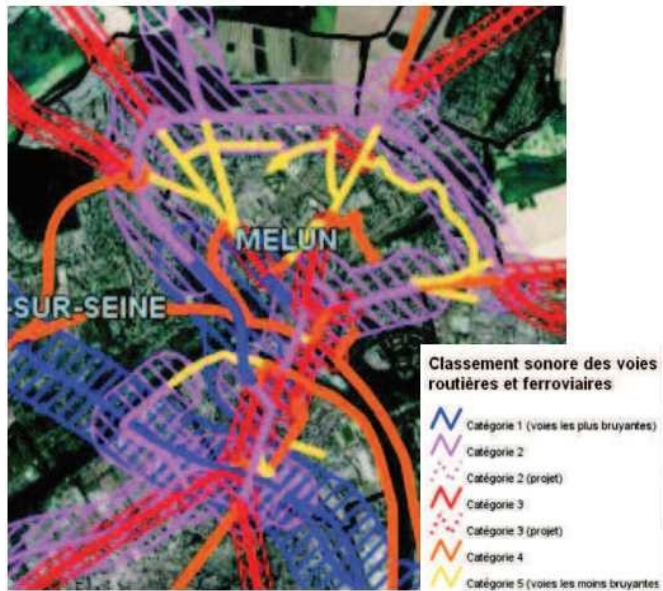 MELUN
-SUR-SEINE
Classement sonore des voies
routières et ferroviaires
Catégorie 1 (voies les plus bruyantes)
Catégorie 2
Catégorie 2 (projet)
Catégorie 3
Catégorie 3 (projet)
Catégorie 4
Catégorie 5 (voies les moins bruyantes